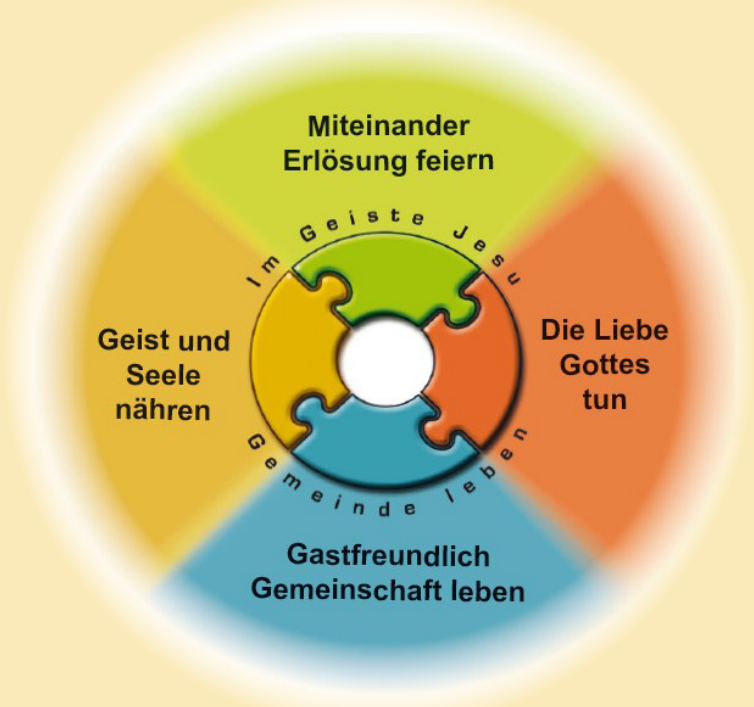 Miteinander
Erlösung feiern
Im Geiste Jesu
Geist und
Seele
nähren
Die Liebe
Gottes
tun
Gemeinde leben
Gastfreundlich
Gemeinschaft leben